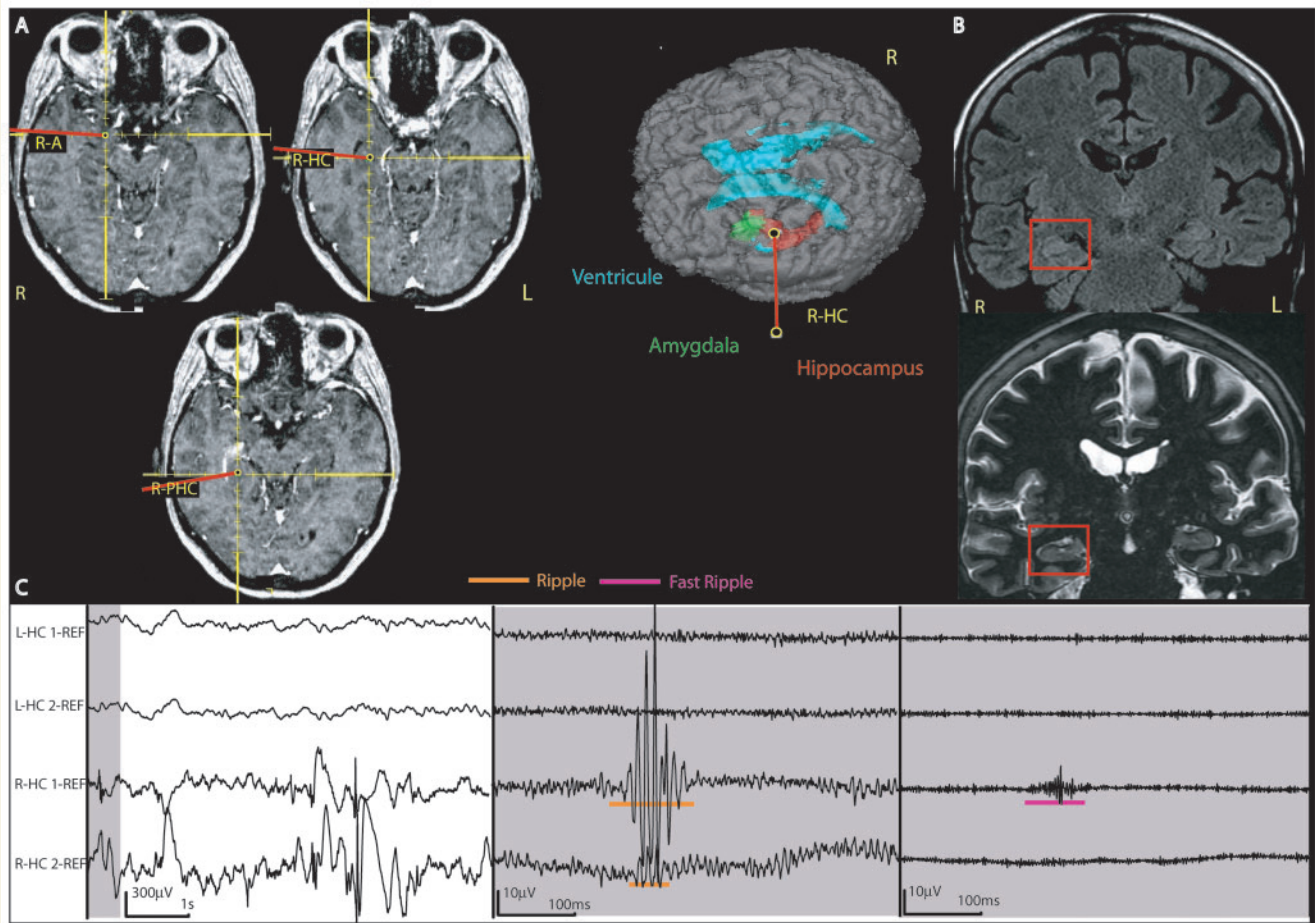 A
R-A
R-HC
R
L
R
Ventricule
R-HC
Amygdala
Hippocampus
B
R
L
R-PHC
C
Ripple
Fast Ripple
L-HC 1-REF
L-HC 2-REF
R-HC 1-REF
R-HC 2-REF
300μV
1s
10μV
100ms
10μV
100ms